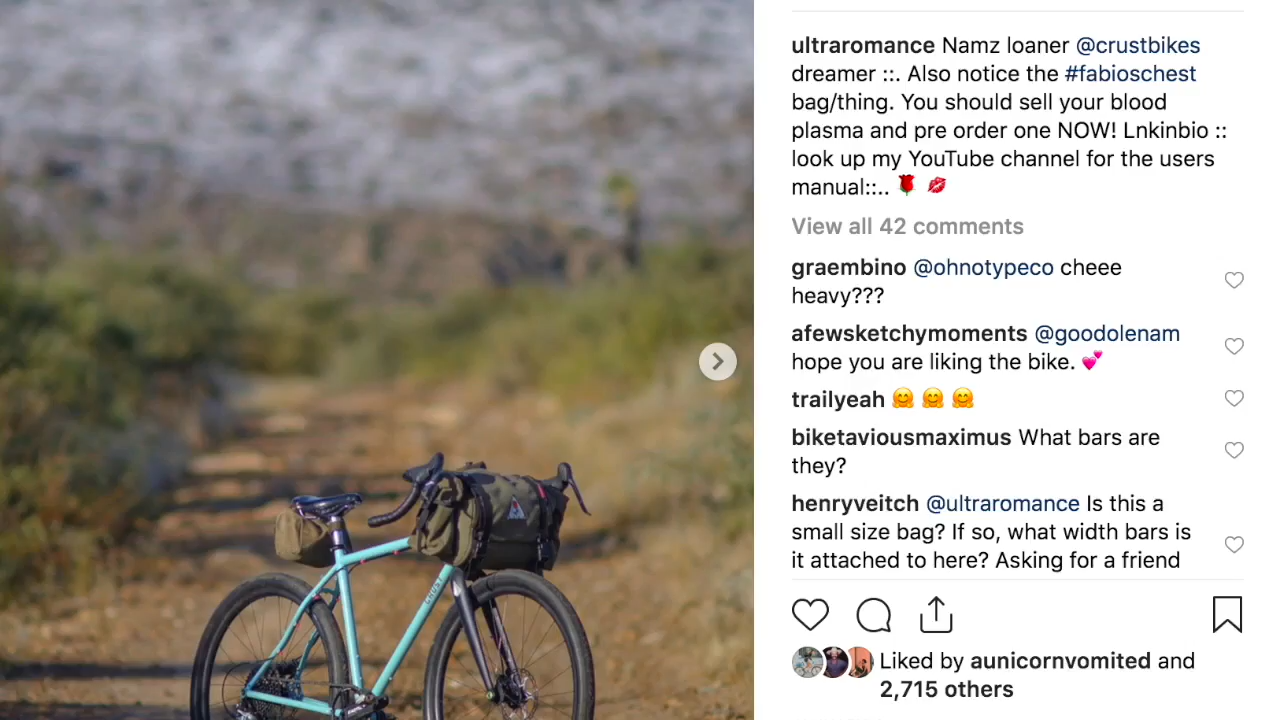 ultraromance Namz loaner @crustbikes
dreamer ::. Also notice the #fabioschest
bag/thing. You should sell your blood
plasma and pre order one NOW! Lnkinbio ::
look up my YouTube channel for the users
manual::.. 🌹 💋
View all 42 comments
graembino @ohnotypeco cheee
heavy???
afewsketchymoments @goodolenam
hope you are liking the bike. 💕
trailyeah 🤗 🤗 🤗
biketaviousmaximus What bars are
they?
henryveitch @ultraromance Is this a
small size bag? If so, what width bars is
it attached to here? Asking for a friend
CRUST
Liked by aunicornvomited and
2,715 others